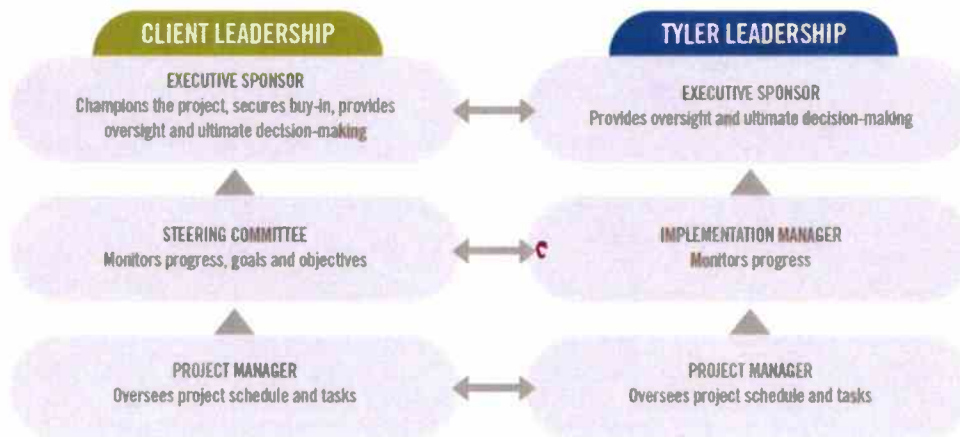 CLIENT LEADERSHIP
EXECUTIVE SPONSOR
Champions the project, secures buy-in, provides
oversight and ultimate decision-making
STEERING COMMITTEE
Monitors progress, goals and objectives
PROJECT MANAGER
Oversees project schedule and tasks
TYLER LEADERSHIP
EXECUTIVE SPONSOR
Provides oversight and ultimate decision-making
IMPLEMENTATION MANAGER
Monitors progress
PROJECT MANAGER
Oversees project schedule and tasks